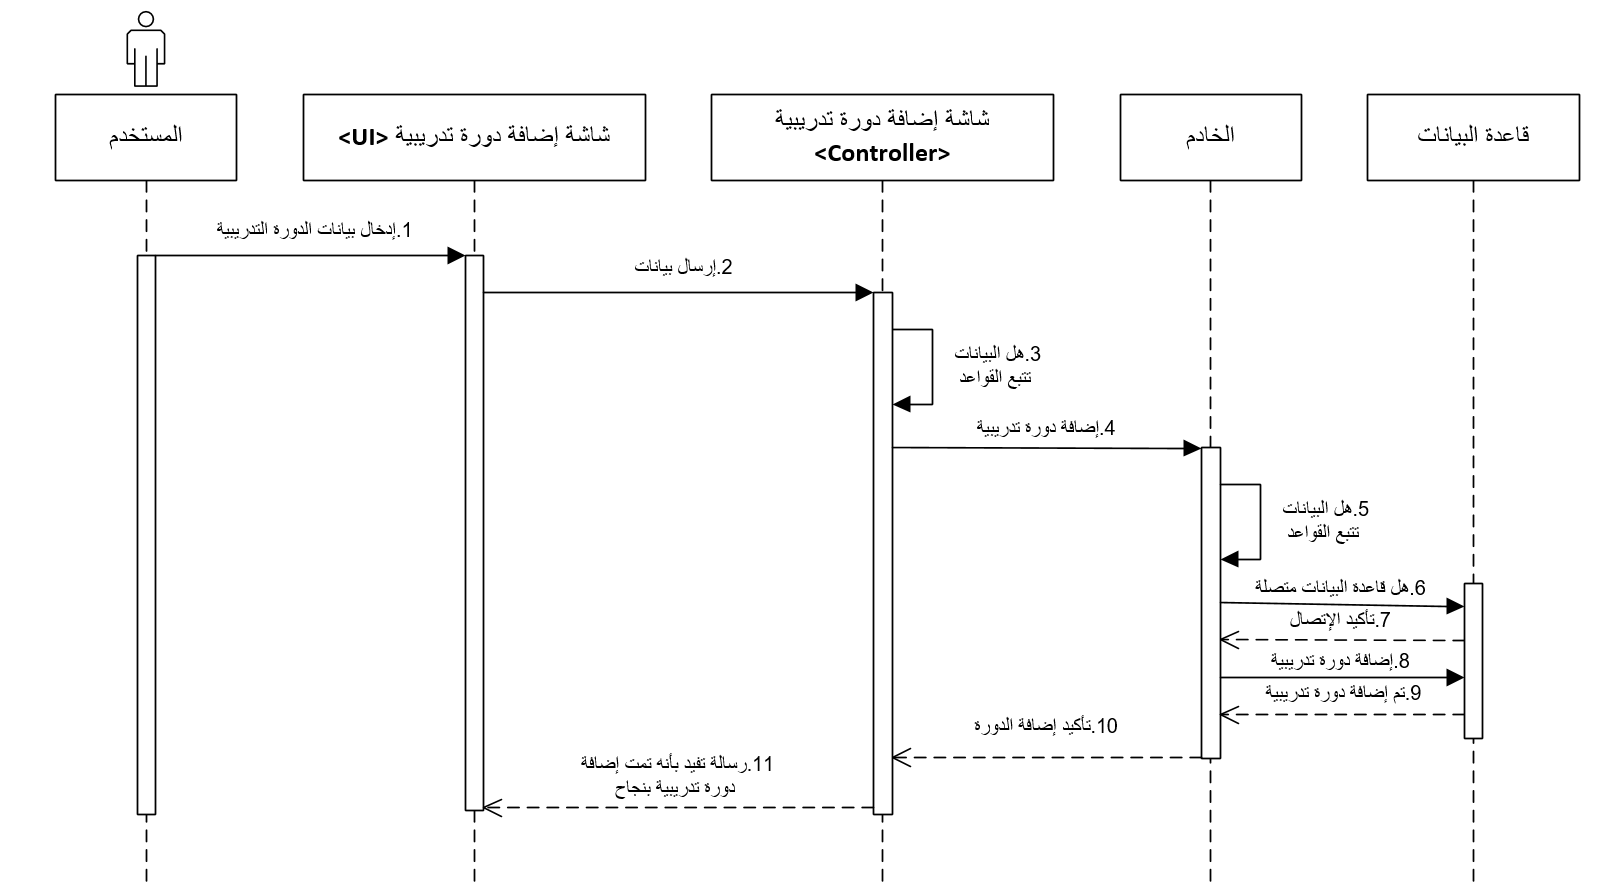 المستخدم
شاشة إضافة دورة تدريبية <UI>
شاشة إضافة دورة تدريبية
<Controller>
الخادم
قاعدة البيانات
1.إدخال بيانات الدورة التدريبية
2.إرسال بيانات
3.هل البيانات
تتبع القواعد
4.إضافة دورة تدريبية
5.هل البيانات
تتبع القواعد
6.هل قاعدة البيانات متصلة
7.تأكيد الإتصال
8.إضافة دورة تدريبية
9.تم إضافة دورة تدريبية
10.تأكيد إضافة الدورة
11.رسالة تفيد بأنه تمت إضافة
دورة تدريبية بنجاح